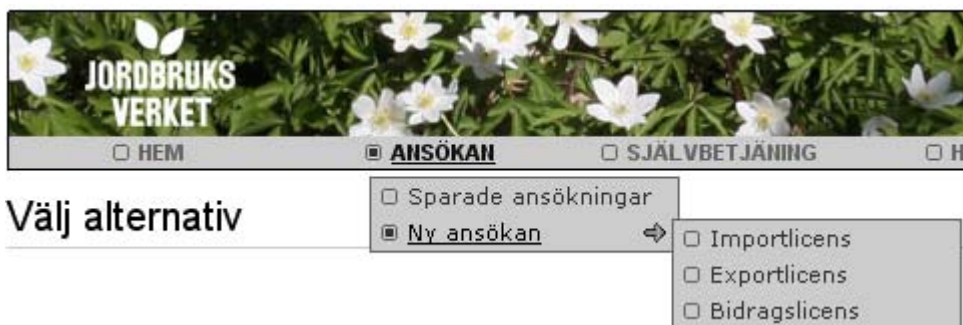 JORDBRUKS
VERKET
HEM ANSÖKAN SJÄLVBETJÄNING H
Välj alternativ
Sparade ansökningar
Ny ansökan
Importlicens
Exportlicens
Bidragslicens